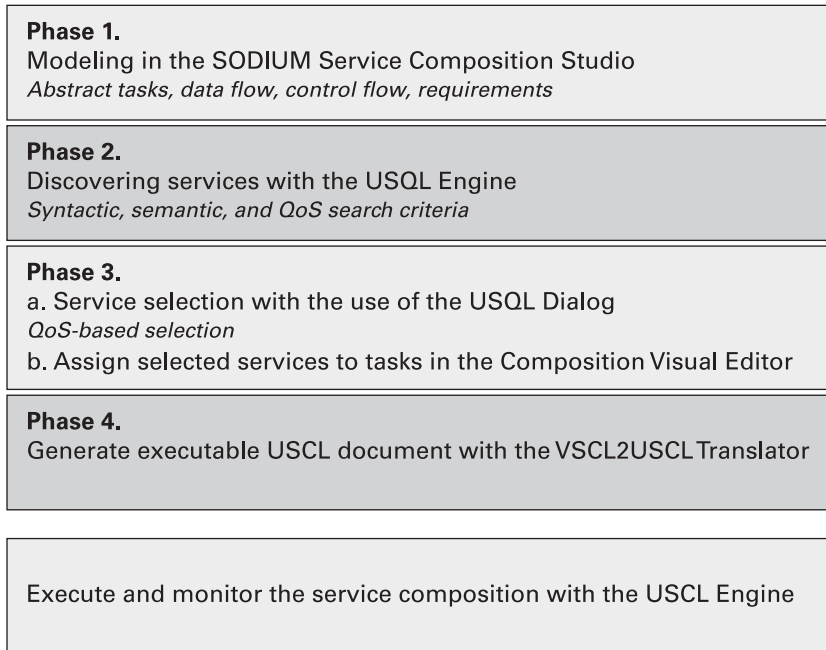 Phase 1.
Modeling in the SODIUM Service Composition Studio
Abstract tasks, data flow, control flow, requirements
Phase 2.
Discovering services with the USQL Engine
Syntactic, semantic, and QoS search criteria
Phase 3.
a. Service selection with the use of the USQL Dialog
QoS-based selection
b. Assign selected services to tasks in the Composition Visual Editor
Phase 4.
Generate executable USCL document with the VSCL2USCL Translator
Execute and monitor the service composition with the USCL Engine